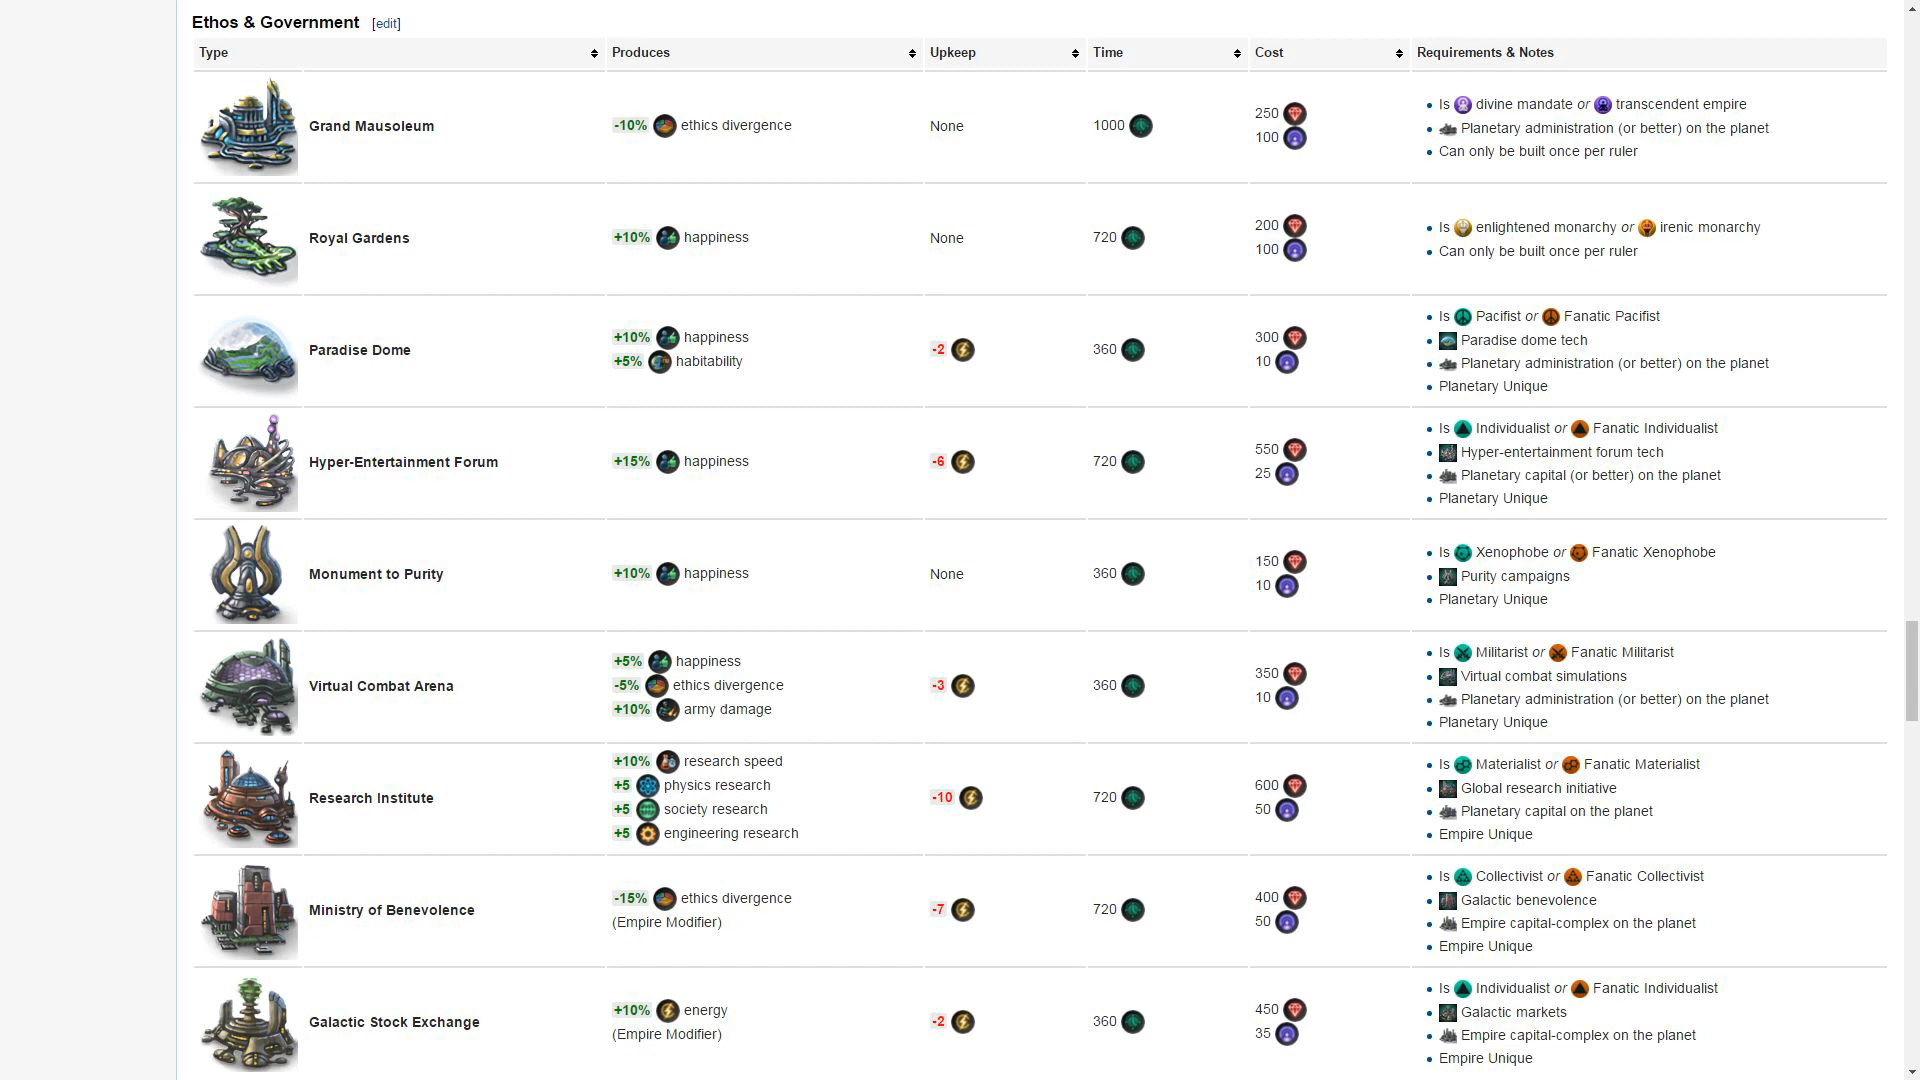 Ethos & Government [edit]
Type Produces Upkeep Time Cost Requirements & Notes
Grand Mausoleum
-10% ethics divergence
None
1000
250
100
Is divine mandate or transcendent empire
Planetary administration (or better) on the planet
Can only be built once per ruler
Royal Gardens
+10% happiness
None
720
200
100
Is enlightened monarchy or irenic monarchy
Can only be built once per ruler
Paradise Dome
+10% happiness
+5% habitability
-2
360
300
10
Is Pacifist or Fanatic Pacifist
Paradise dome tech
Planetary administration (or better) on the planet
Planetary Unique
Hyper-Entertainment Forum
+15% happiness
-6
720
550
25
Is Individualist or Fanatic Individualist
Hyper-entertainment forum tech
Planetary capital (or better) on the planet
Planetary Unique
Monument to Purity
+10% happiness
None
360
150
10
Is Xenophobe or Fanatic Xenophobe
Purity campaigns
Planetary Unique
Virtual Combat Arena
+5% happiness
-5% ethics divergence
+10% army damage
-3
360
350
10
Is Militarist or Fanatic Militarist
Virtual combat simulations
Planetary administration (or better) on the planet
Planetary Unique
Research Institute
+10% research speed
+5 physics research
+5 society research
+5 engineering research
-10
720
600
50
Is Materialist or Fanatic Materialist
Global research initiative
Planetary capital on the planet
Empire Unique
Ministry of Benevolence
-15% ethics divergence
(Empire Modifier)
-7
720
400
50
Is Collectivist or Fanatic Collectivist
Galactic benevolence
Empire capital-complex on the planet
Empire Unique
Galactic Stock Exchange
+10% energy
(Empire Modifier)
-2
360
450
35
Is Individualist or Fanatic Individualist
Galactic markets
Empire capital-complex on the planet
Empire Unique